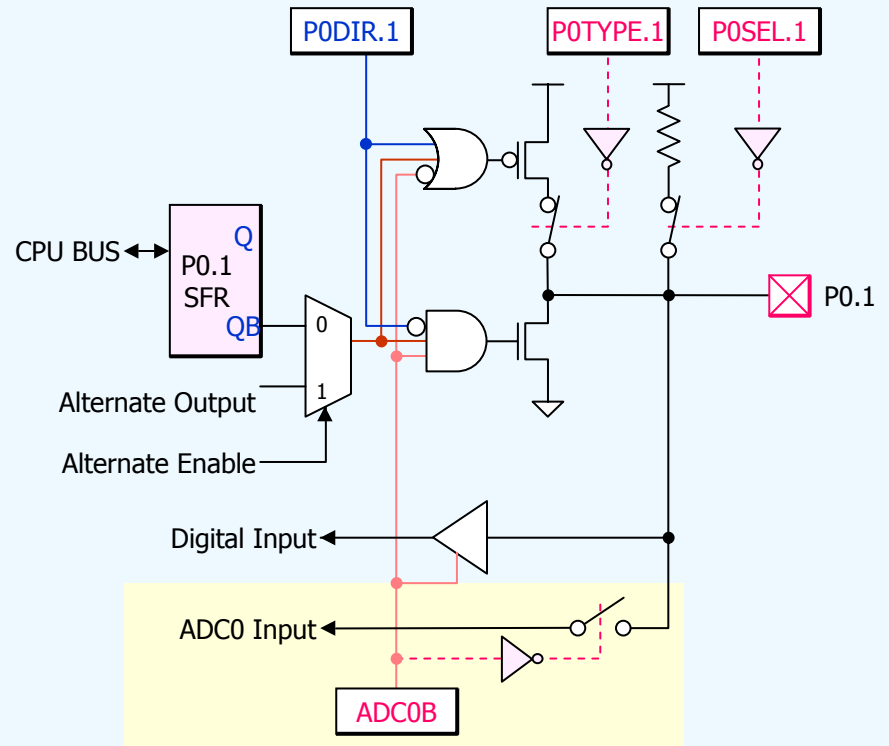 P0DIR.1
P0TYPE.1
P0SEL.1
Q
CPU BUS
P0.1
SFR
QB
0
P0.1
1
Alternate Output
Alternate Enable
Digital Input
ADC0 Input
ADC0B